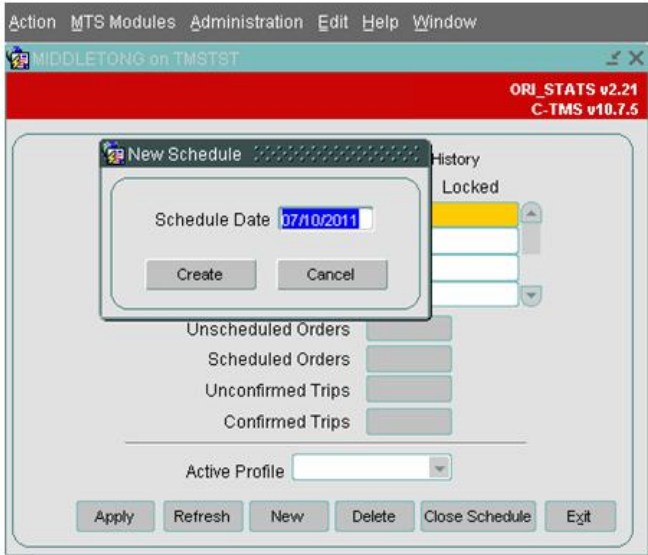 Action MTS Modules Administration Edit Help Window
MIDDLETONG on TMSTST
ORI_STATS v2.21
C-TMS v10.7.5
New Schedule
History
Locked
Schedule Date 07/10/2011
Create Cancel
Unscheduled Orders
Scheduled Orders
Unconfirmed Trips
Confirmed Trips
Active Profile
Apply Refresh New Delete Close Schedule Exit